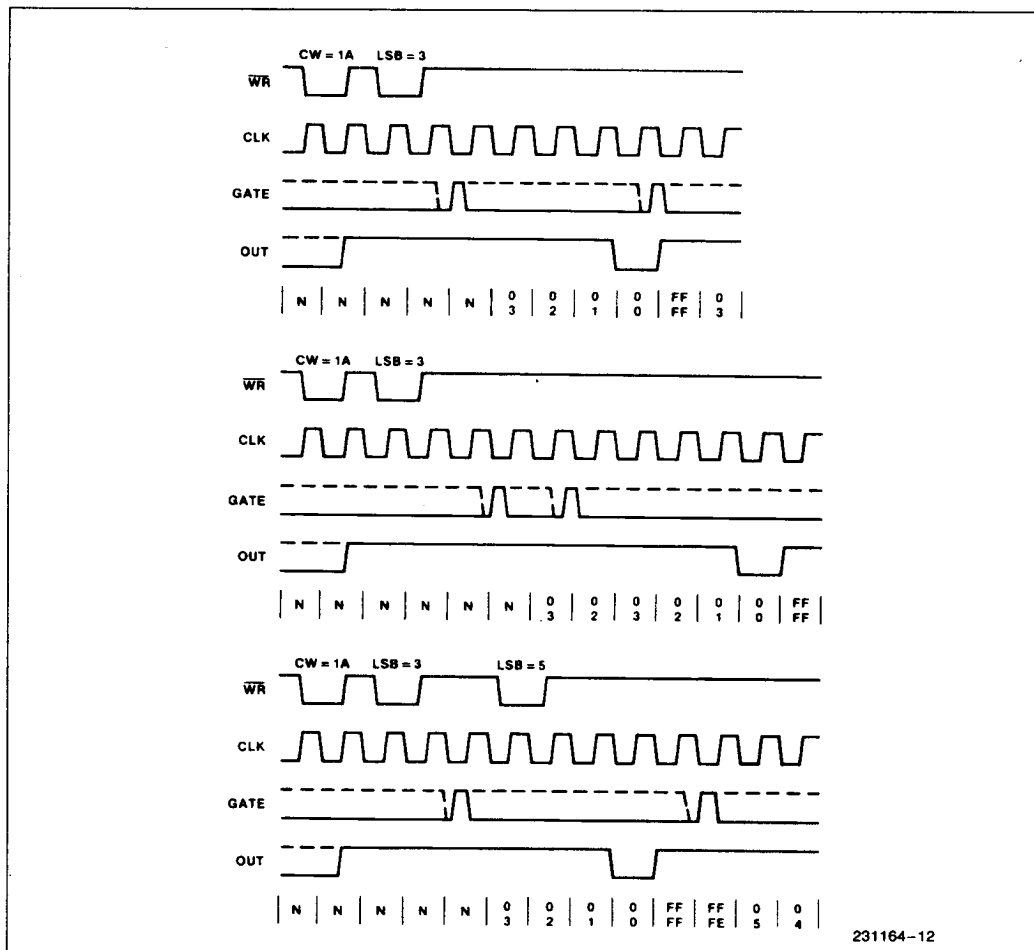 CW = 1A LSB = 3
WR
CLK
GATE
OUT
N N N N N 0 0 0 0 FF 0
3 2 1 0 FF 3
CW = 1A LSB = 3
WR
CLK
GATE
OUT
N N N N N N 0 0 0 0 0 0 FF
3 2 3 2 1 0 FF
CW = 1A LSB = 3 LSB = 5
WR
CLK
GATE
OUT
N N N N N 0 0 0 0 FF FF 0 0
3 2 1 0 FF FE 5 4
231164-12